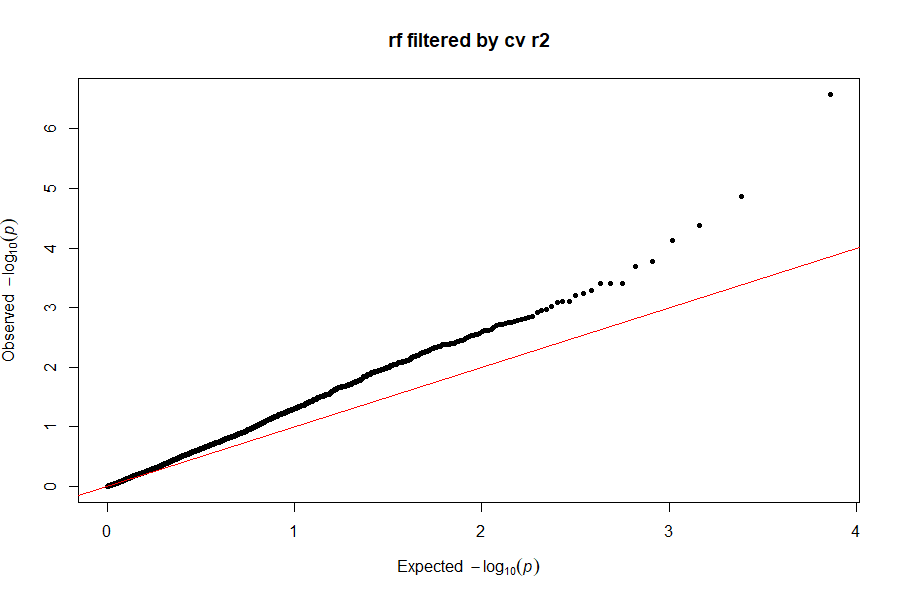 rf filtered by cv r2
Observed −log10(p)
6
5
4
3
2
1
0
0 1 2 3 4
Expected −log10(p)